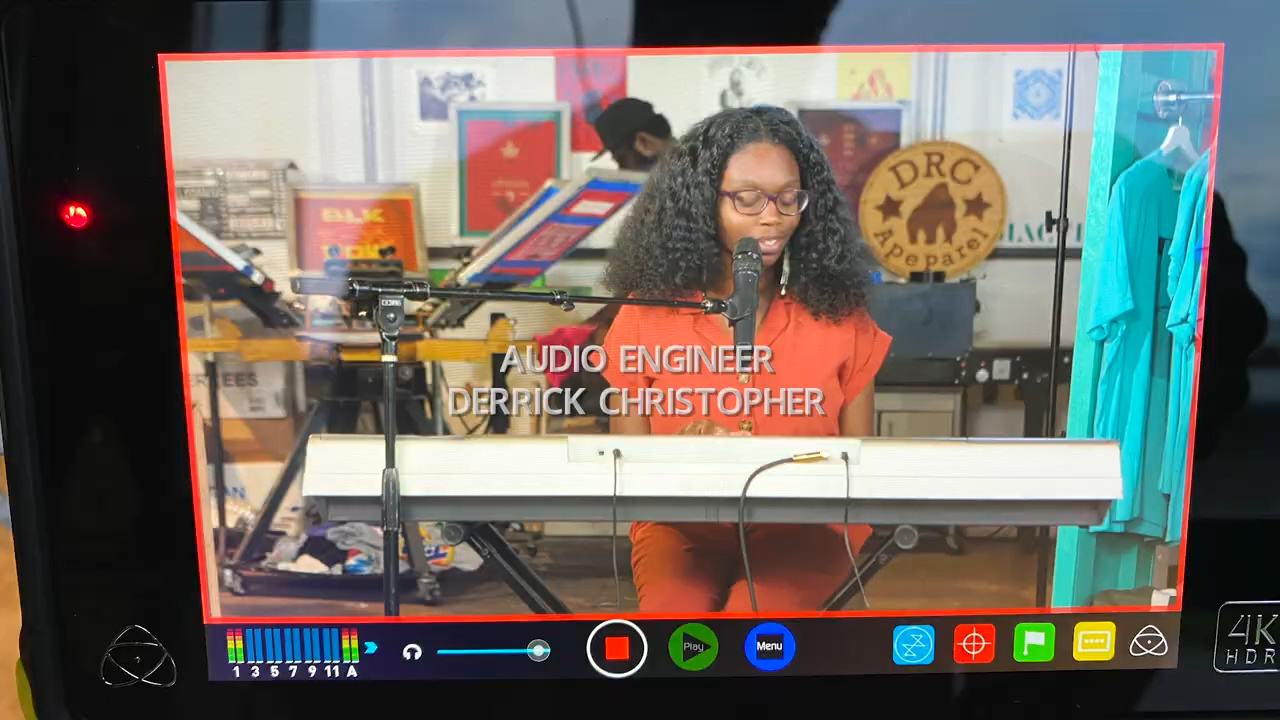 DRC
Apeparel
BLK
AUDIO ENGINEER
DERRICK CHRISTOPHER
1 3 5 7 9 11 A
Play
Menu
4K
HDR